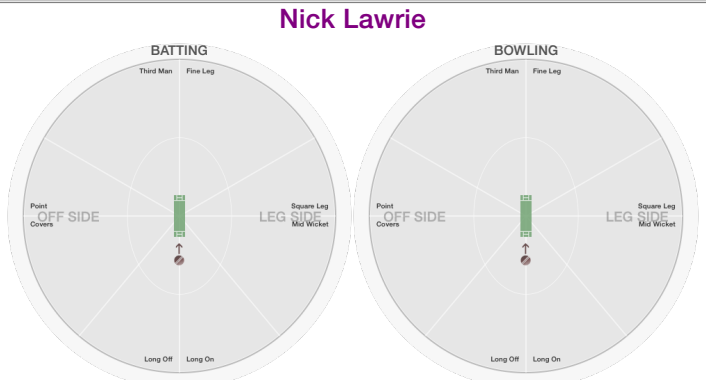 Nick Lawrie
BATTING
Third Man Fine Leg
Point
OFF SIDE
Covers
Square Leg
LEG SIDE
Mid Wicket
Long Off Long On
BOWLING
Third Man Fine Leg
Point
OFF SIDE
Covers
Square Leg
LEG SIDE
Mid Wicket
Long Off Long On